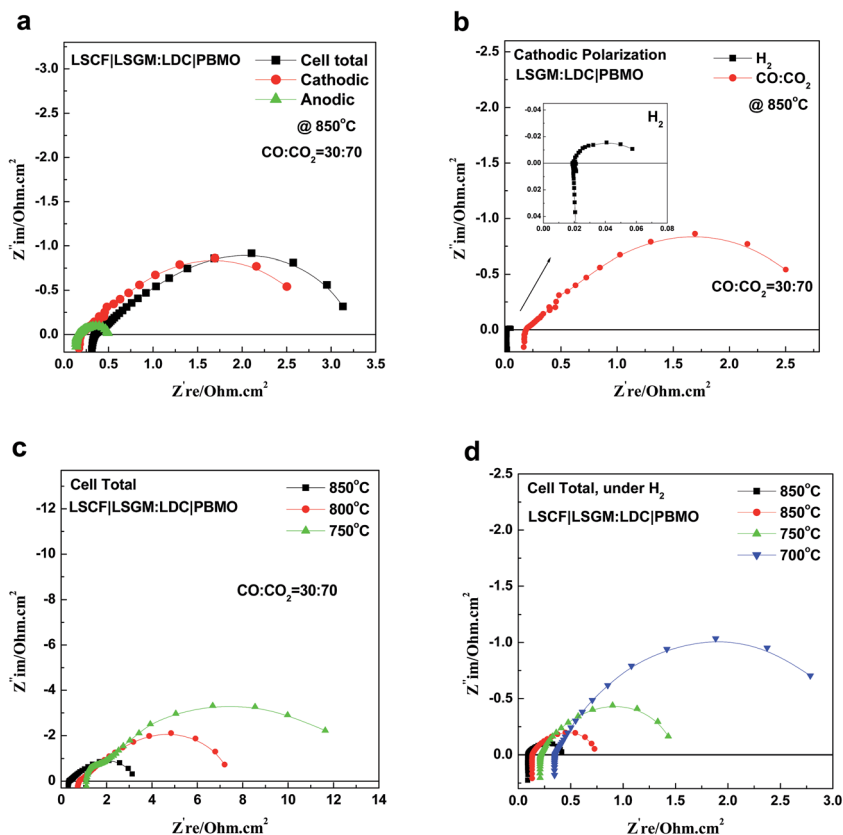 a
LSCF|LSGM:LDC|PBMO
Cell total
Cathodic
Anodic
@ 850°C
CO:CO₂=30:70
-3.0
-2.5
-2.0
-1.5
-1.0
-0.5
0.0
Z''im/Ohm.cm²
0.0 0.5 1.0 1.5 2.0 2.5 3.0 3.5
Z're/Ohm.cm²
b
Cathodic Polarization
LSGM:LDC|PBMO
H₂
CO:CO₂
@ 850°C
H₂
-0.04
-0.02
0.00
0.02
0.04
0.00 0.02 0.04 0.06 0.08
CO:CO₂=30:70
-2.5
-2.0
-1.5
-1.0
-0.5
0.0
Z''im/Ohm.cm²
0.0 0.5 1.0 1.5 2.0 2.5
Z're/Ohm.cm²
c
Cell Total
LSCF|LSGM:LDC|PBMO
850°C
800°C
750°C
CO:CO₂=30:70
-12
-10
-8
-6
-4
-2
0
Z''im/Ohm.cm²
0 2 4 6 8 10 12 14
Z're/Ohm.cm²
d
Cell Total, under H₂
LSCF|LSGM:LDC|PBMO
850°C
850°C
750°C
700°C
-2.5
-2.0
-1.5
-1.0
-0.5
0.0
Z''im/Ohm.cm²
0.0 0.5 1.0 1.5 2.0 2.5 3.0
Z're/Ohm.cm²